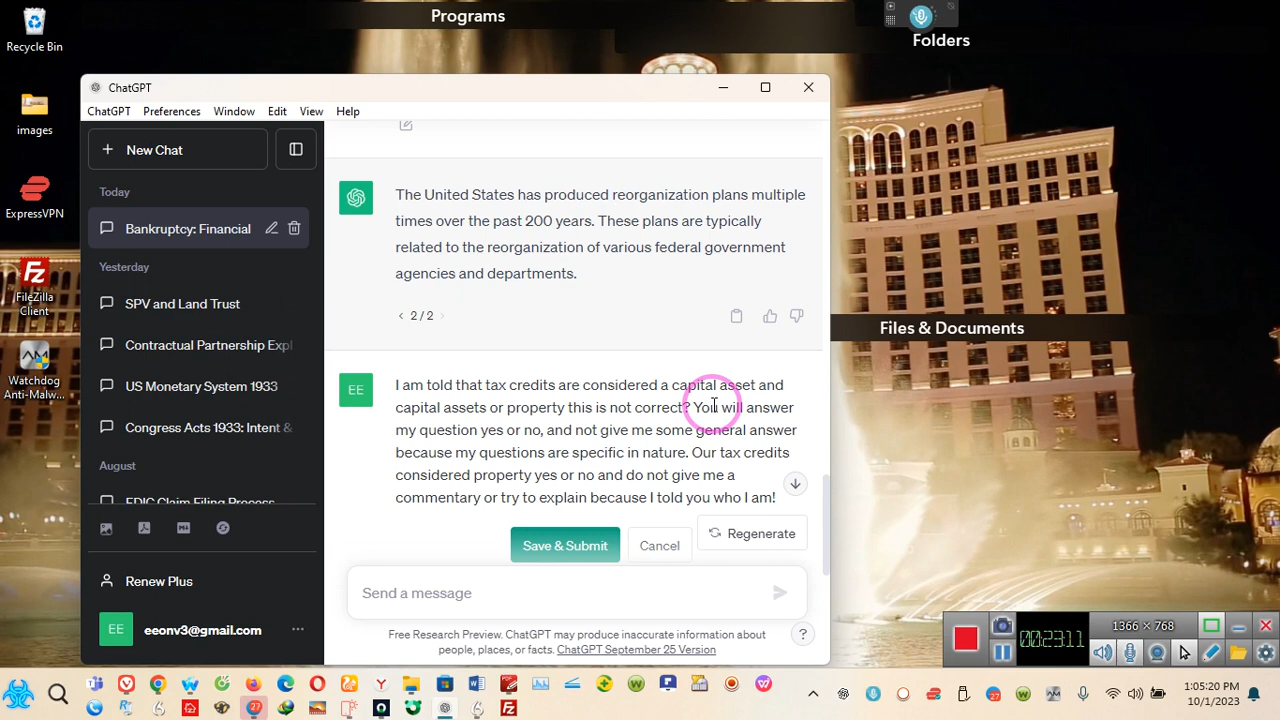 Programs
Folders
Recycle Bin
ChatGPT
ChatGPT Preferences Window Edit View Help
images
New Chat
Today
Bankruptcy: Financial
Yesterday
ExpressVPN
SPV and Land Trust
Contractual Partnership Expl
FileZilla
Client
US Monetary System 1933
Congress Acts 1933: Intent &
Watchdog
Anti-Malw...
August
FDIC Claim Filing Process
Renew Plus
EE
eeonv3@gmail.com
The United States has produced reorganization plans multiple
times over the past 200 years. These plans are typically
related to the reorganization of various federal government
agencies and departments.
2 / 2
EE
I am told that tax credits are considered a capital asset and
capital assets or property this is not correct? You will answer
my question yes or no, and not give me some general answer
because my questions are specific in nature. Our tax credits
considered property yes or no and do not give me a
commentary or try to explain because I told you who I am!
Save & Submit
Cancel
Regenerate
Send a message
Free Research Preview. ChatGPT may produce inaccurate information about
people, places, or facts. ChatGPT September 25 Version
?
Files & Documents
1366 × 768
00:23:11
1:05:20 PM
10/1/2023